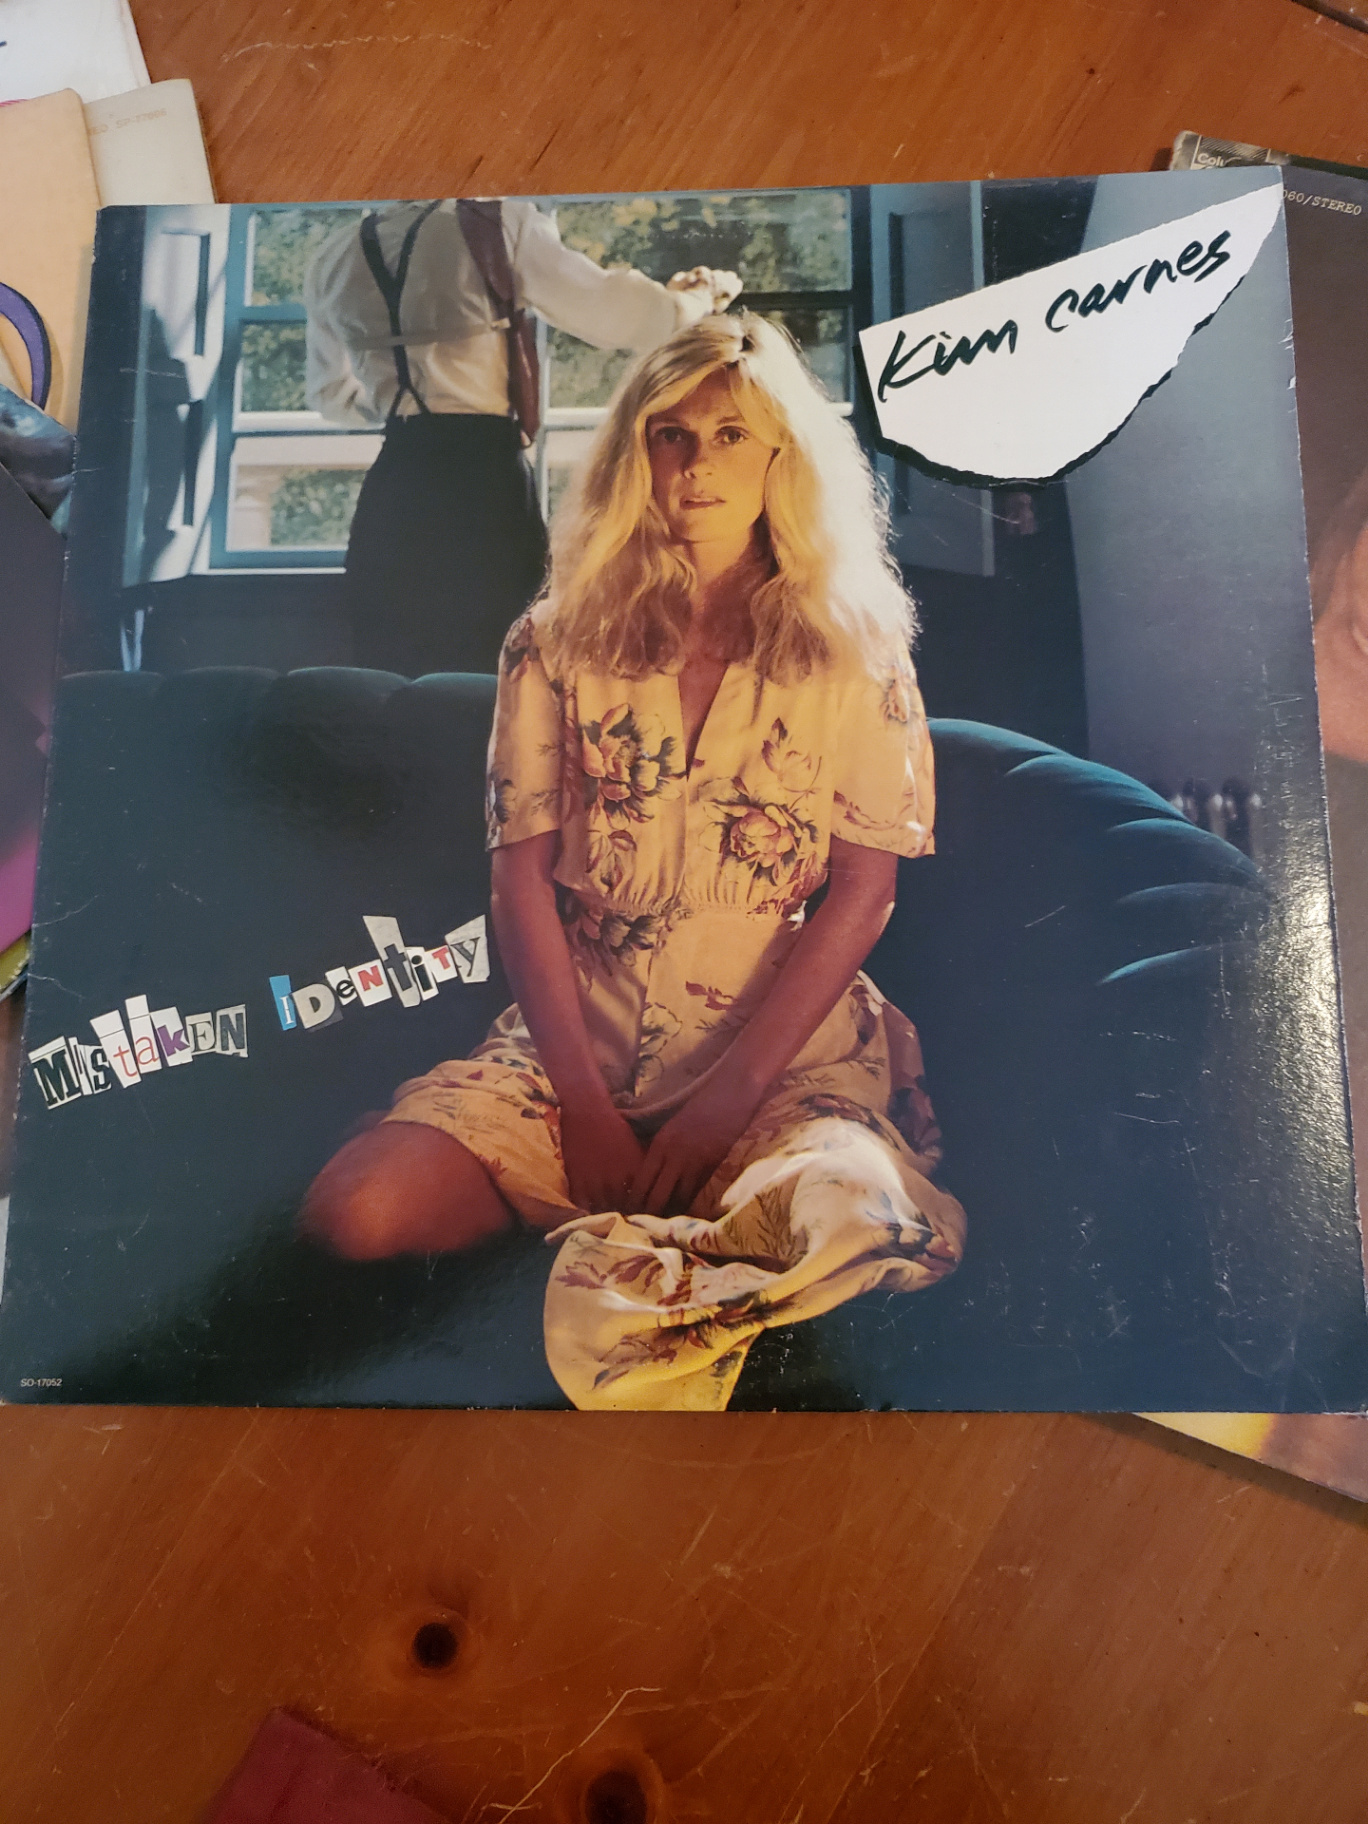 060/STEREO
Kim Carnes
MistakEN IDeNtiTy
SO-17052